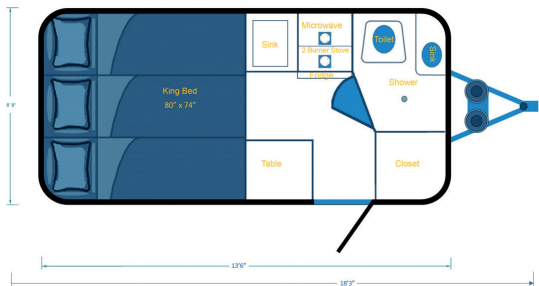 Microwave
Sink
2 Burner Stove
Fridge
Toilet
Sink
Shower
King Bed
80" x 74"
Table
Closet
6' 8"
13'6"
18'3"